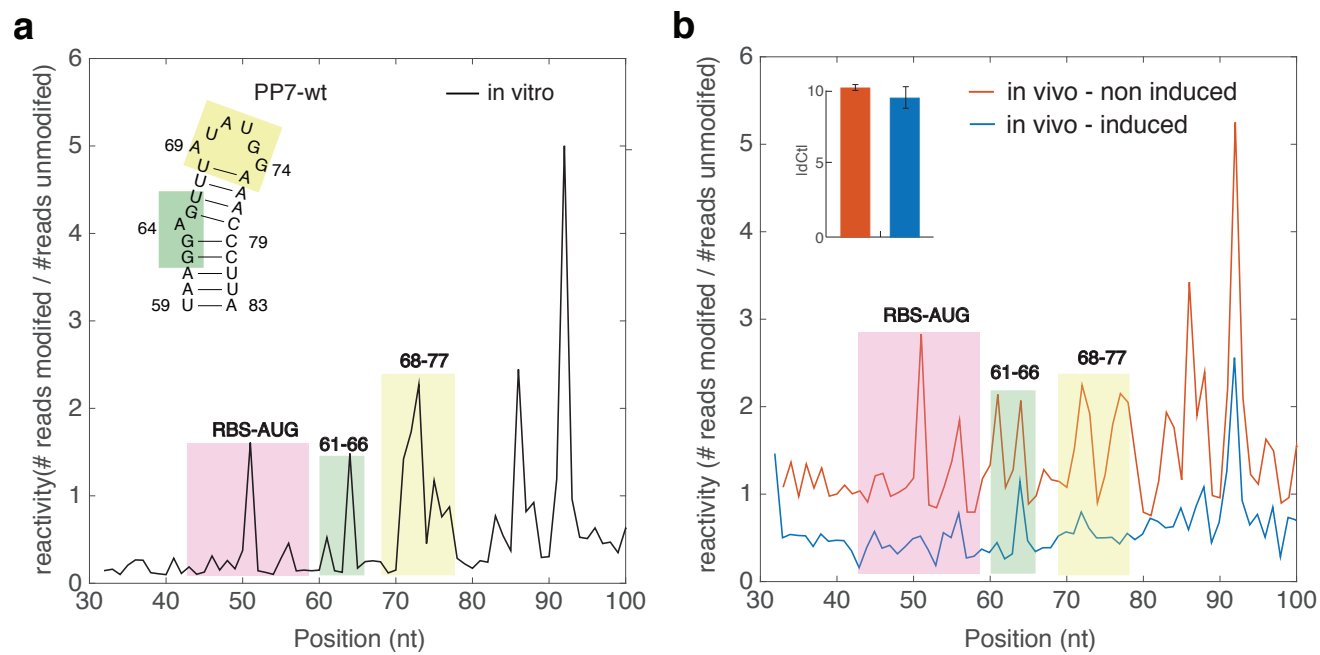 a
reactivity(# reads modifed / #reads unmodifed)
6
5
4
3
2
1
0
PP7-wt
in vitro
A U
U G
69 A G 74
U A
U A
U A
G C
64 A
G C 79
G C
A U
A U
59 U A 83
RBS-AUG
61-66
68-77
30 40 50 60 70 80 90 100
Position (nt)
b
reactivity (# reads modifed / #reads unmodifed)
6
5
4
3
2
1
0
IdCtl
10
5
0
in vivo - non induced
in vivo - induced
RBS-AUG
61-66
68-77
30 40 50 60 70 80 90 100
Position (nt)